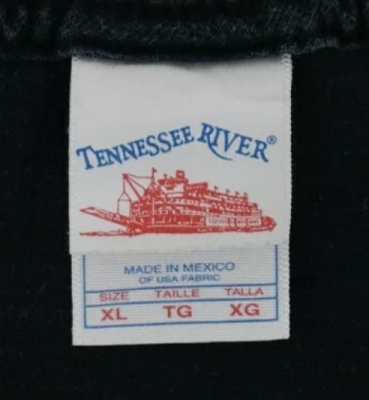 TENNESSEE RIVER®
MADE IN MEXICO
OF USA FABRIC
SIZE TAILLE TALLA
XL TG XG